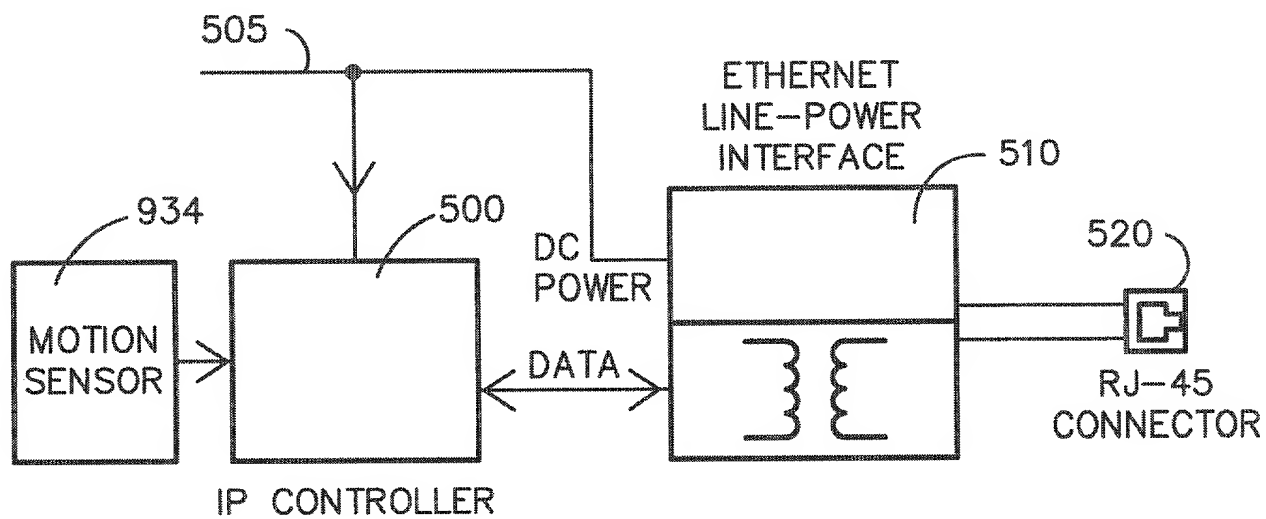 505
ETHERNET
LINE-POWER
INTERFACE
510
934
500
520
DC
POWER
MOTION
SENSOR
DATA
RJ-45
CONNECTOR
IP CONTROLLER